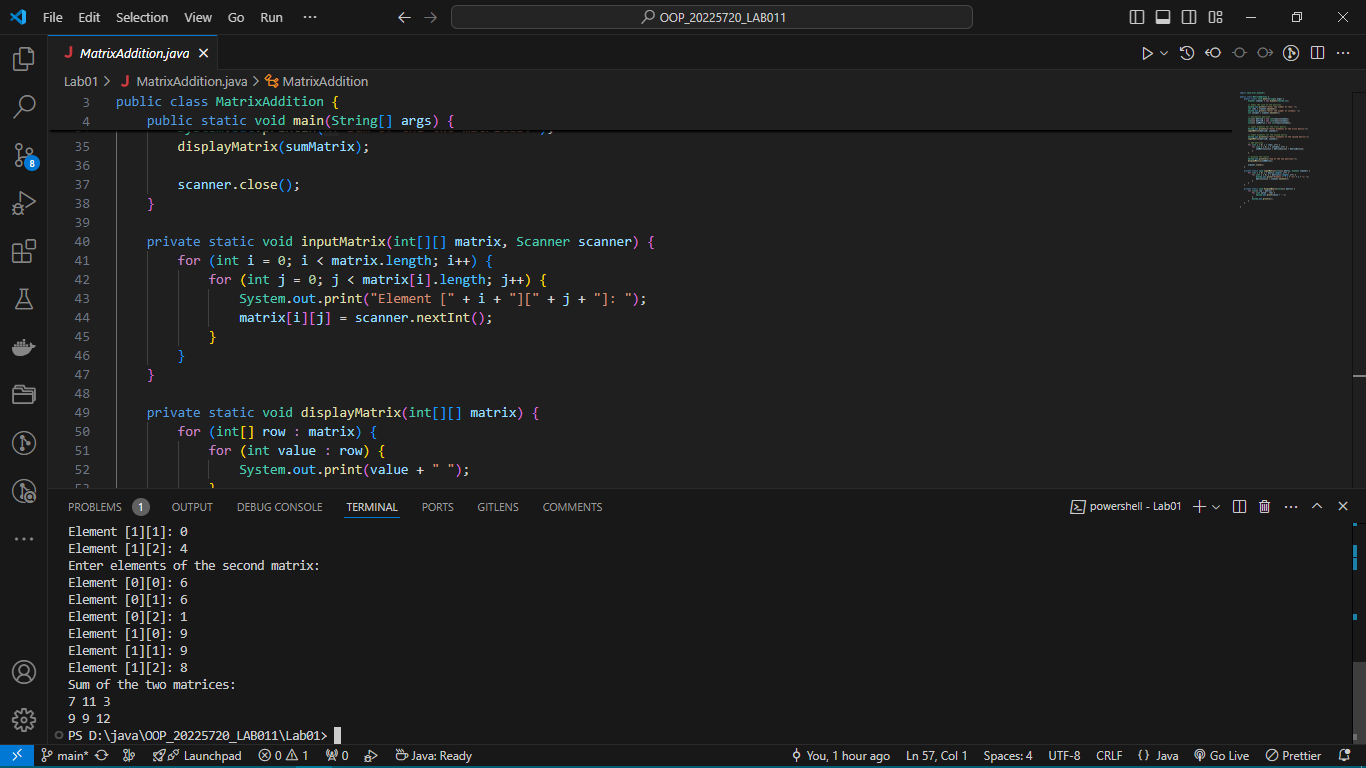 File Edit Selection View Go Run ···
OOP_20225720_LAB011
MatrixAddition.java
Lab01 > MatrixAddition.java > MatrixAddition
3 public class MatrixAddition {
4 public static void main(String[] args) {
35 displayMatrix(sumMatrix);
36
37 scanner.close();
38 }
39
40 private static void inputMatrix(int[][] matrix, Scanner scanner) {
41 for (int i = 0; i < matrix.length; i++) {
42 for (int j = 0; j < matrix[i].length; j++) {
43 System.out.print("Element [" + i + "][" + j + "]: ");
44 matrix[i][j] = scanner.nextInt();
45 }
46 }
47 }
48
49 private static void displayMatrix(int[][] matrix) {
50 for (int[] row : matrix) {
51 for (int value : row) {
52 System.out.print(value + " ");
PROBLEMS 1 OUTPUT DEBUG CONSOLE TERMINAL PORTS GITLENS COMMENTS
powershell - Lab01
Element [1][1]: 0
Element [1][2]: 4
Enter elements of the second matrix:
Element [0][0]: 6
Element [0][1]: 6
Element [0][2]: 1
Element [1][0]: 9
Element [1][1]: 9
Element [1][2]: 8
Sum of the two matrices:
7 11 3
9 9 12
PS D:\java\OOP_20225720_LAB011\Lab01>
8
main* Launchpad 0 1 0 Java: Ready You, 1 hour ago Ln 57, Col 1 Spaces: 4 UTF-8 CRLF {} Java Go Live Prettier